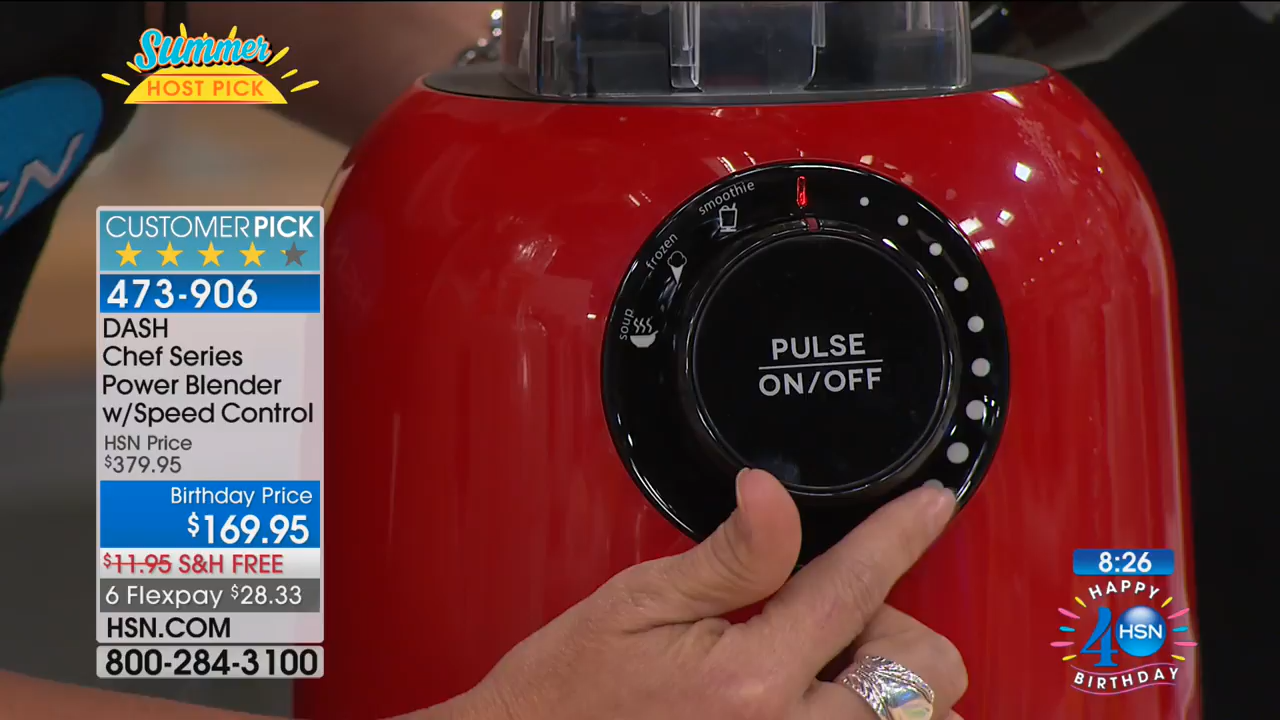 Summer
HOST PICK
CUSTOMER PICK
473-906
DASH
Chef Series
Power Blender
w/Speed Control
HSN Price
$379.95
Birthday Price
$169.95
$11.95 S&H FREE
6 Flexpay $28.33
HSN.COM
800-284-3100
smoothie
frozen
soup
PULSE
ON/OFF
8:26
HAPPY
40
HSN
BIRTHDAY